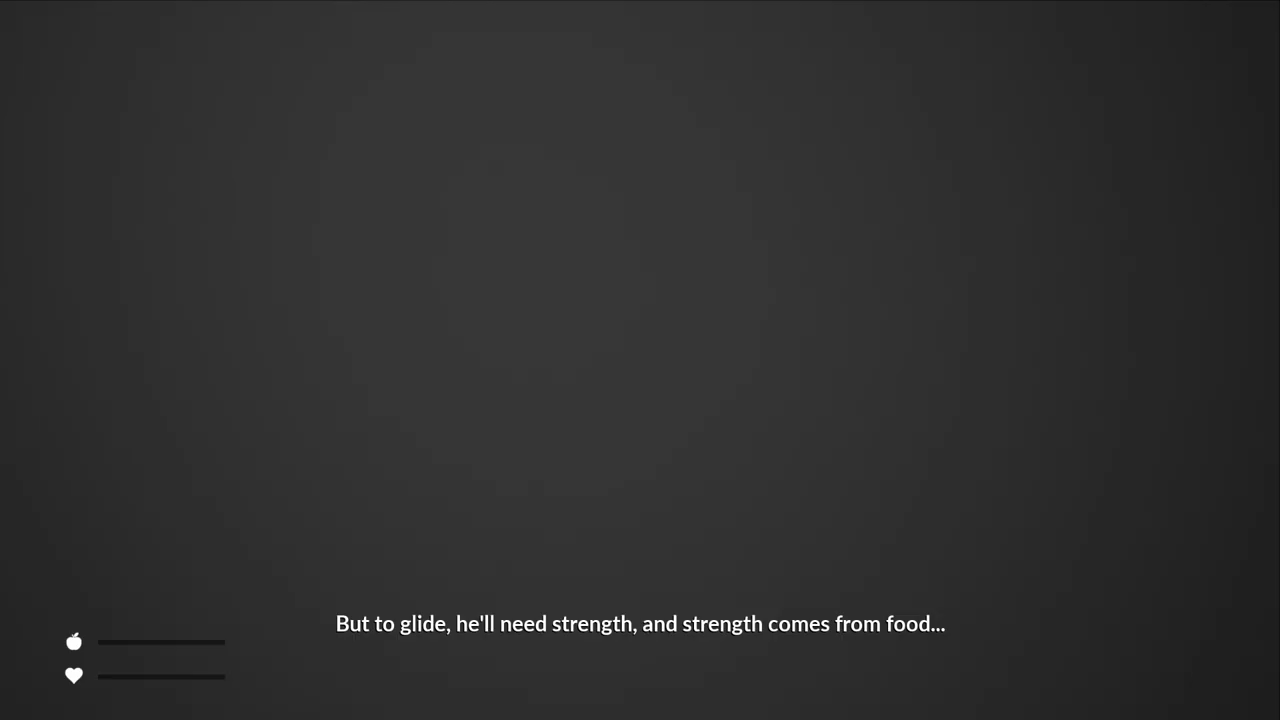 But to glide, he'll need strength, and strength comes from food...